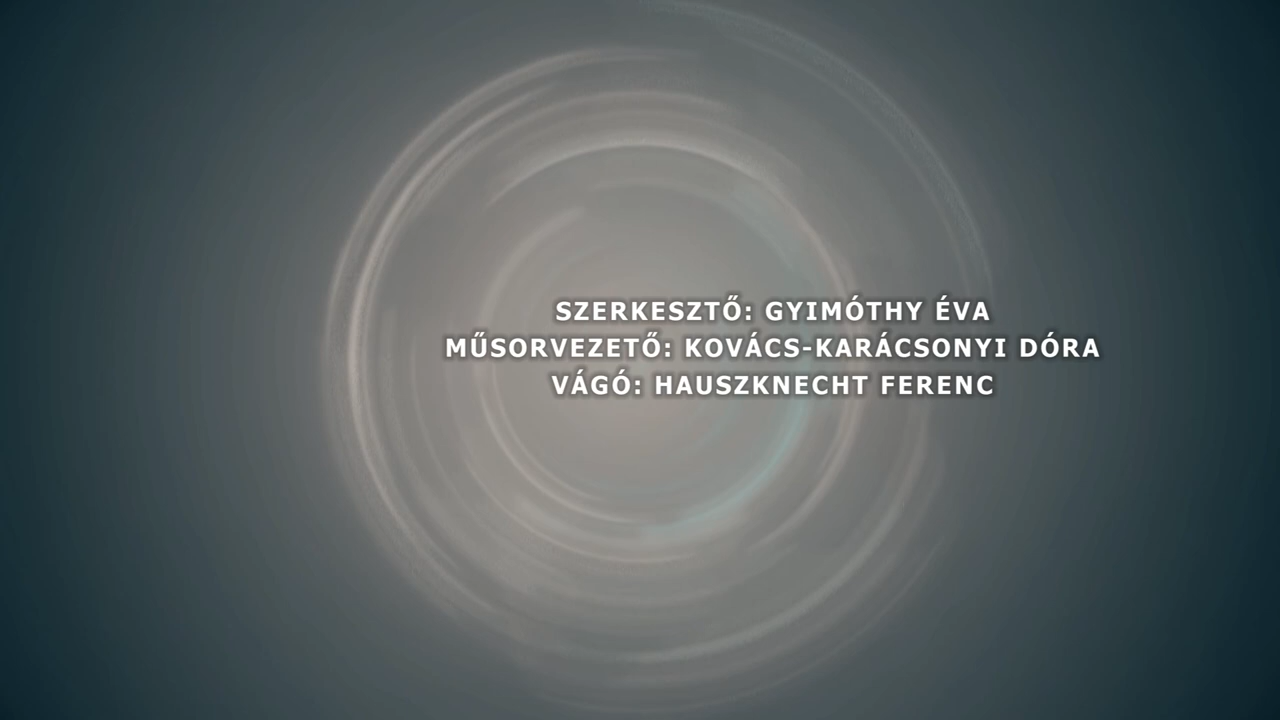 SZERKESZTŐ: GYIMÓTHY ÉVA
MŰSORVEZETŐ: KOVÁCS-KARÁCSONYI DÓRA
VÁGÓ: HAUSZKNECHT FERENC